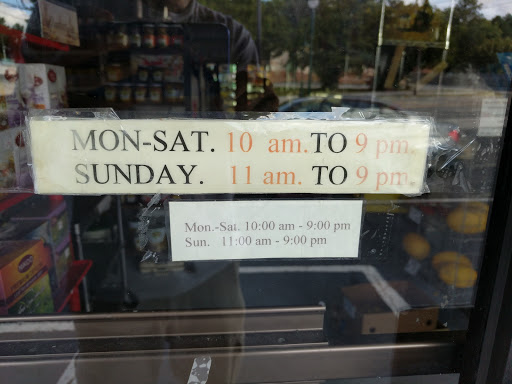 MON-SAT. 10 am. TO 9 pm.
SUNDAY. 11 am. TO 9 pm.
Mon.-Sat. 10:00 am - 9:00 pm
Sun. 11:00 am - 9:00 pm